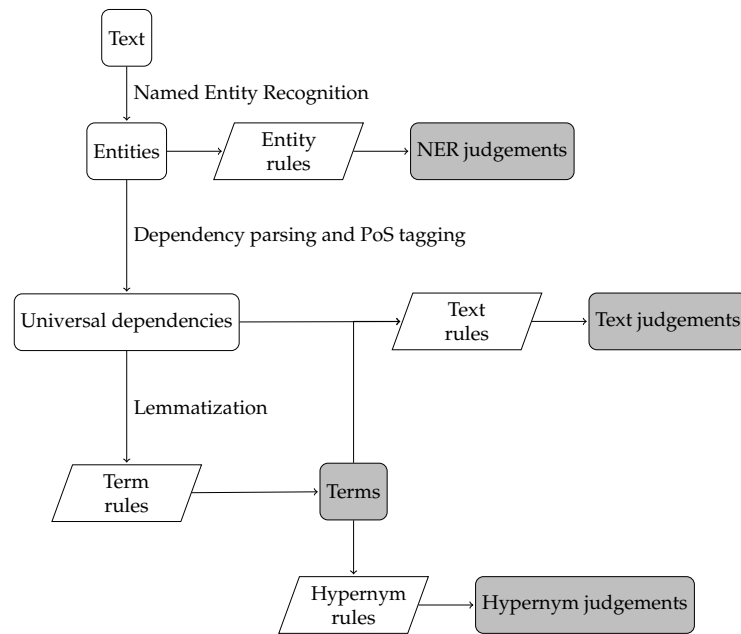 Text
Named Entity Recognition
Entities
Entity
rules
NER judgements
Dependency parsing and PoS tagging
Universal dependencies
Text
rules
Text judgements
Lemmatization
Term
rules
Terms
Hypernym
rules
Hypernym judgements